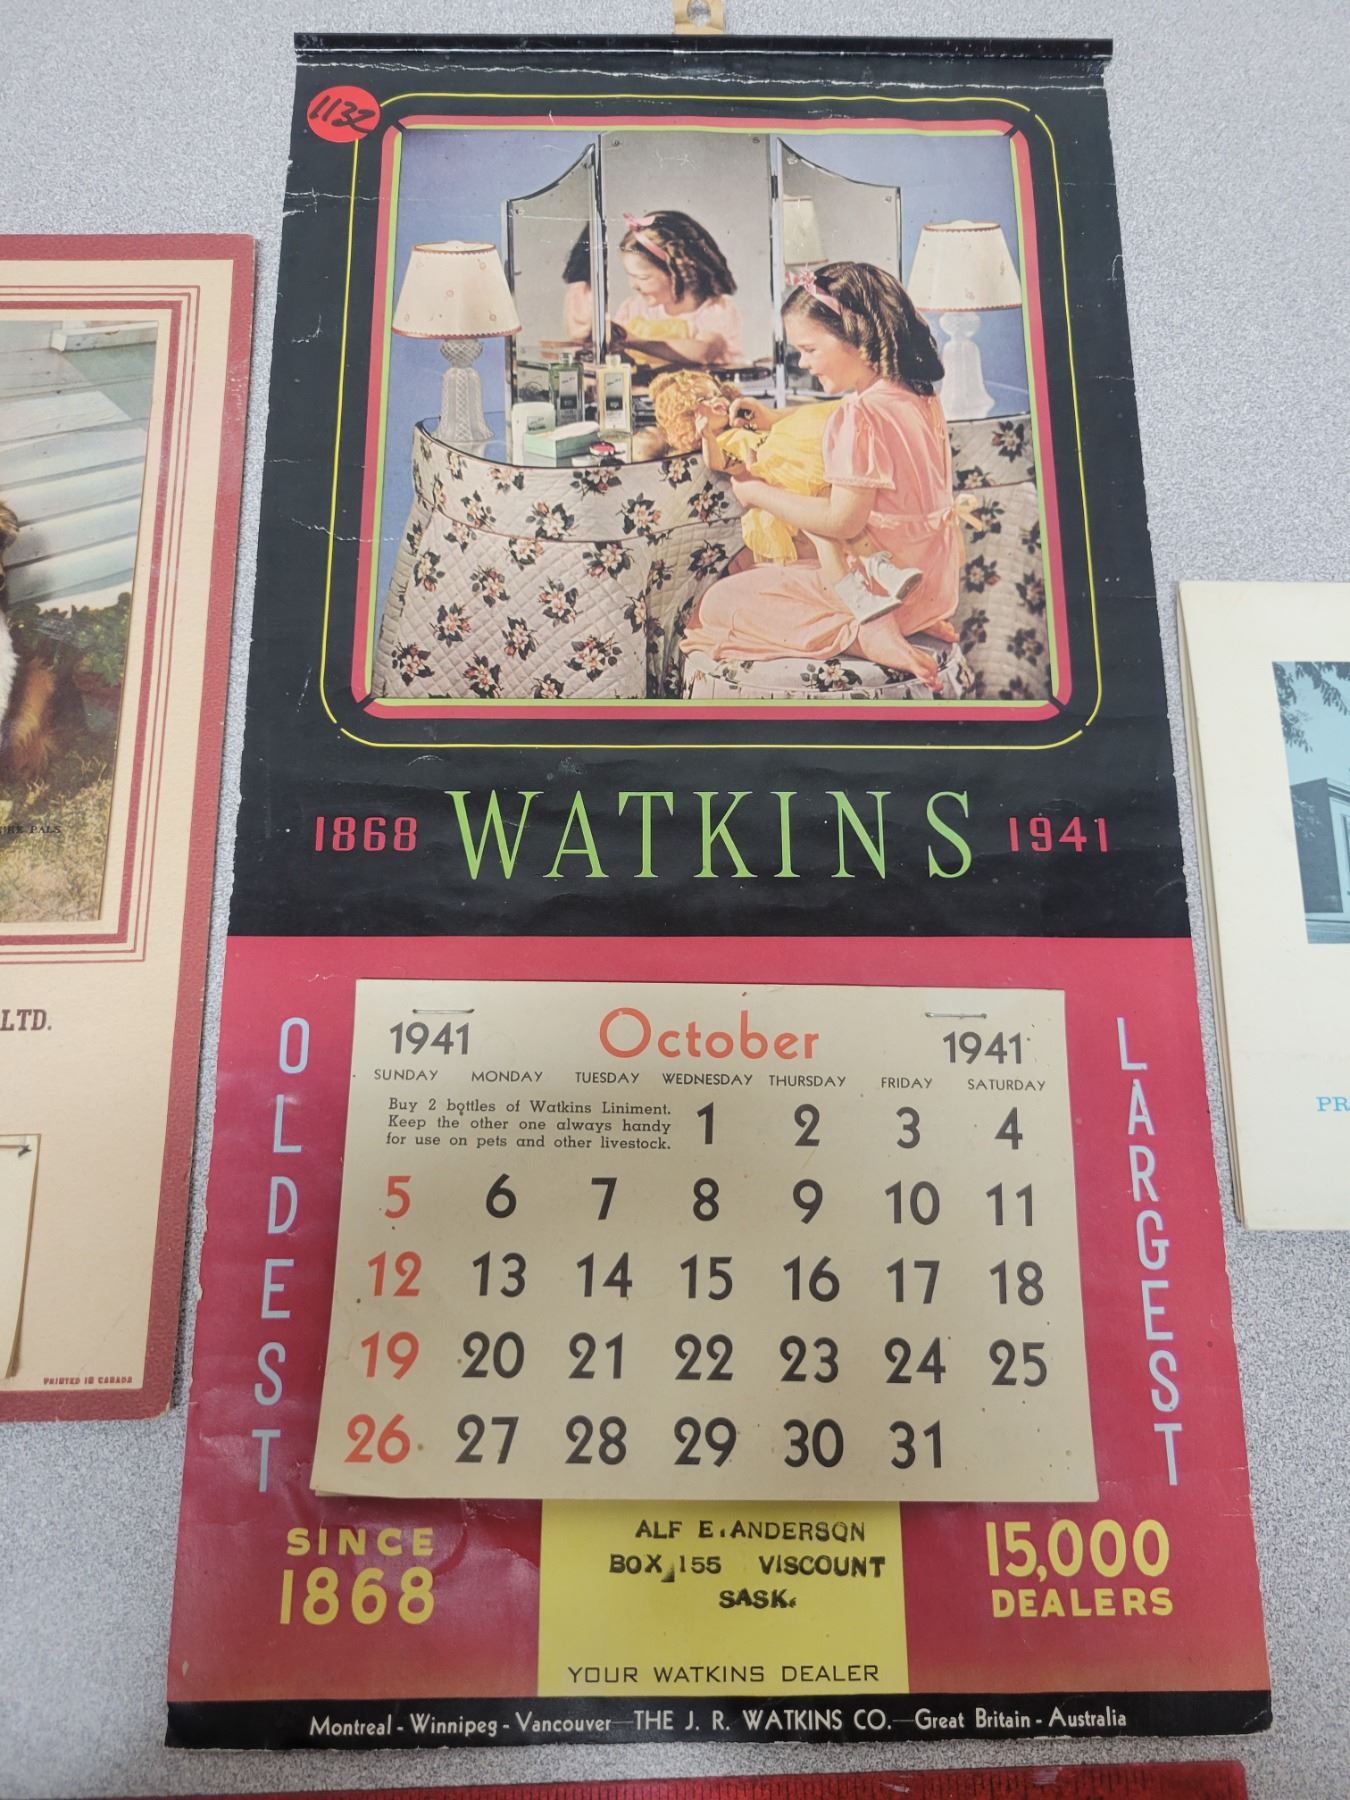 1132
1868 WATKINS 1941
OLDEST
LARGEST
1941 October 1941
SUNDAY MONDAY TUESDAY WEDNESDAY THURSDAY FRIDAY SATURDAY
Buy 2 bottles of Watkins Liniment.
Keep the other one always handy
for use on pets and other livestock.
1 2 3 4
5 6 7 8 9 10 11
12 13 14 15 16 17 18
19 20 21 22 23 24 25
26 27 28 29 30 31
SINCE
1868
ALF E. ANDERSON
BOX 155 VISCOUNT
SASK.
YOUR WATKINS DEALER
15,000
DEALERS
Montreal - Winnipeg - Vancouver — THE J. R. WATKINS CO. — Great Britain - Australia
PALS
LTD.
PRINTED IN CANADA
PR